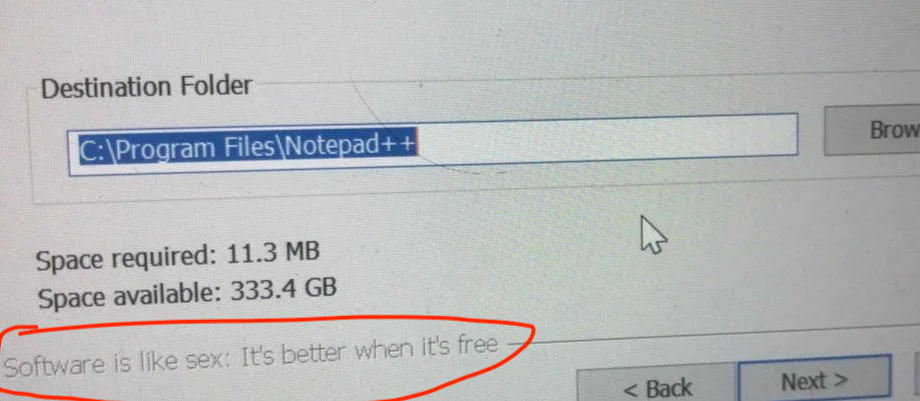 Destination Folder
C:\Program Files\Notepad++
Brow
Space required: 11.3 MB
Space available: 333.4 GB
Software is like sex: It's better when it's free
< Back
Next >